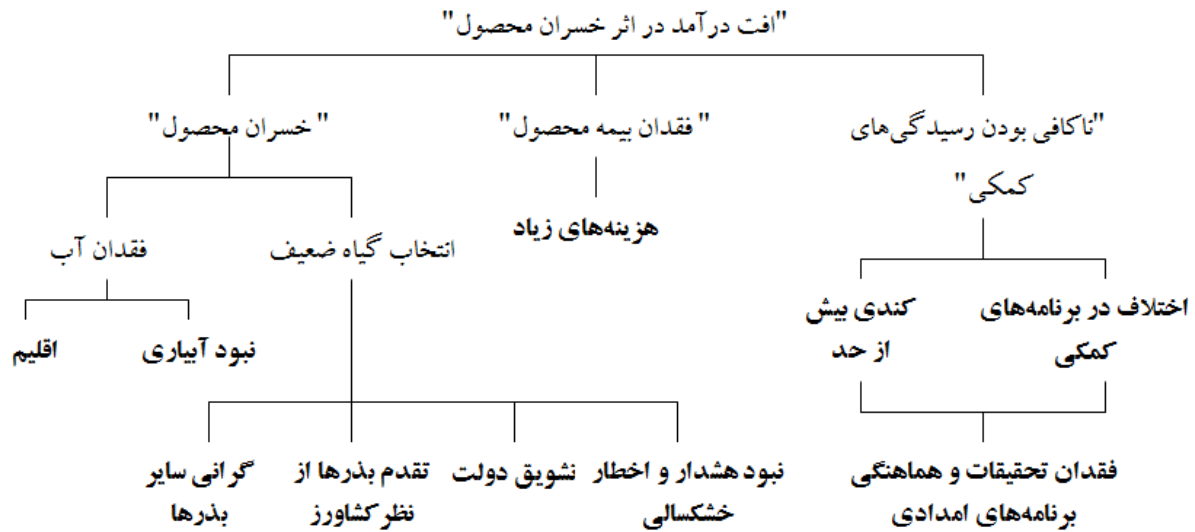 "افت درآمد در اثر خسران محصول"
"ناکافی بودن رسیدگی‌های
کمکی"
"فقدان بیمه محصول"
"خسران محصول"
هزینه‌های زیاد
انتخاب گیاه ضعیف
فقدان آب
اختلاف در برنامه‌های
کمکی
کندی بیش
از حد
نبود آبیاری
اقلیم
فقدان تحقیقات و هماهنگی
برنامه‌های امدادی
نبود هشدار و اخطار
خشکسالی
تشویق دولت
تقدم بذرها از
نظر کشاورز
گرانی سایر
بذرها